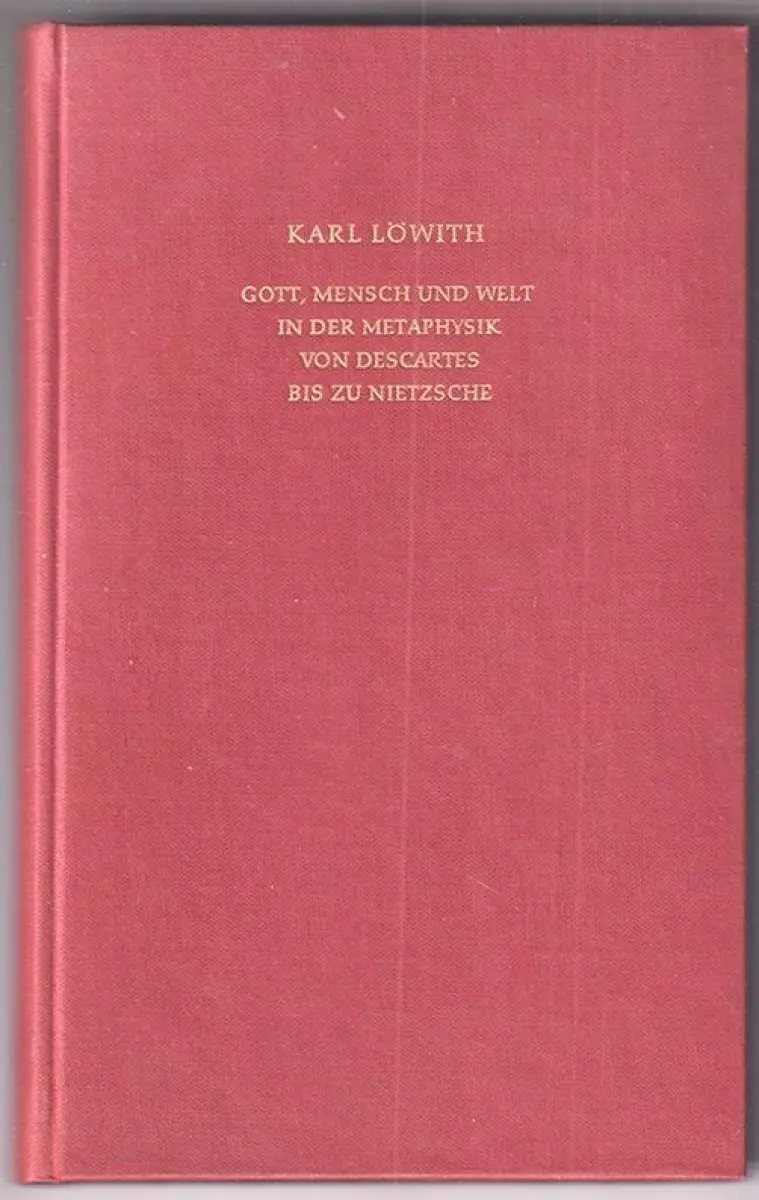 KARL LÖWITH
GOTT, MENSCH UND WELT
IN DER METAPHYSIK
VON DESCARTES
BIS ZU NIETZSCHE